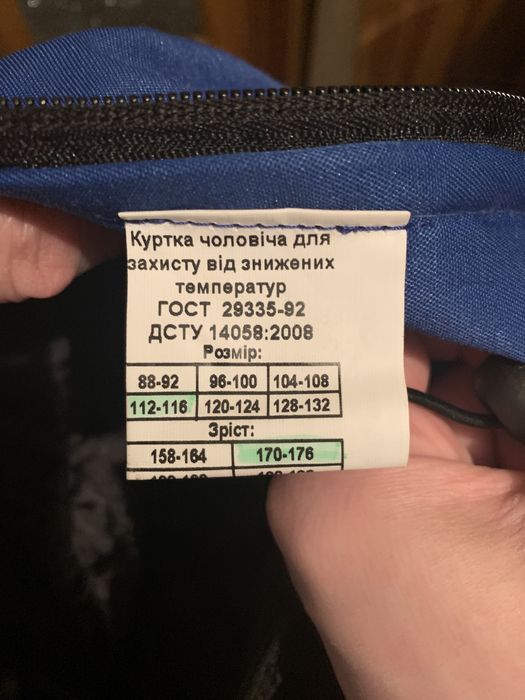 Куртка чоловіча для
захисту від знижених
температур
ГОСТ 29335-92
ДСТУ 14058:2008
Розмір:
88-92 96-100 104-108
112-116 120-124 128-132
Зріст:
158-164 170-176